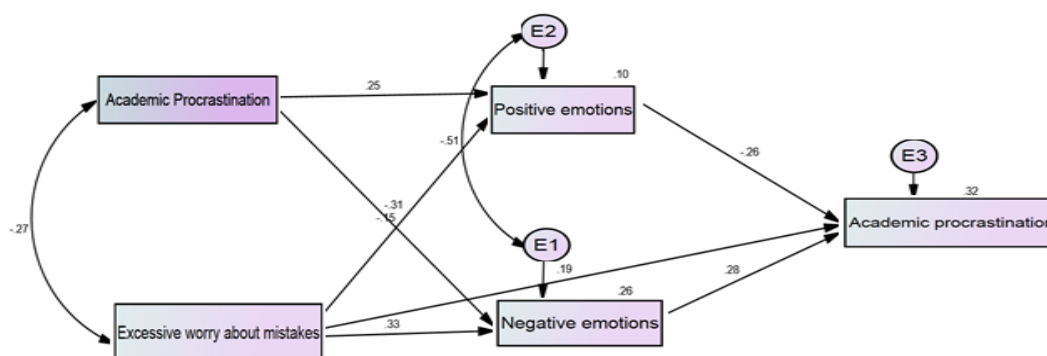 E2
.10
Academic Procrastination
.25
Positive emotions
-.51
-.26
E3
.32
-.31
-.15
Academic procrastination
-.27
E1
.19
.28
.26
Excessive worry about mistakes
.33
Negative emotions